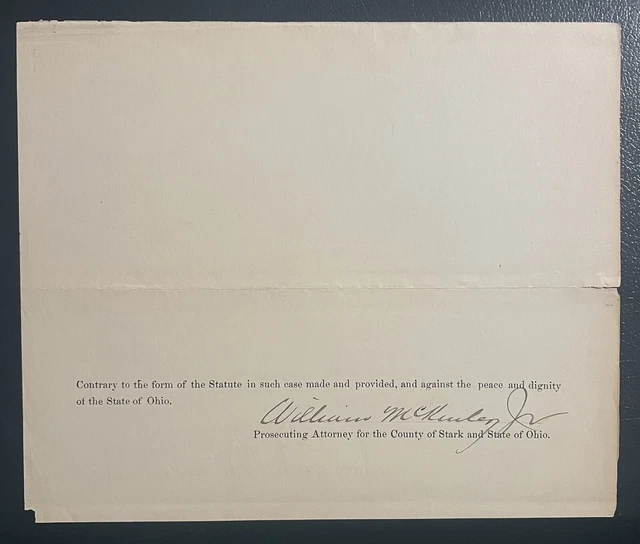 Contrary to the form of the Statute in such case made and provided, and against the peace and dignity
of the State of Ohio.
William McKinley Jr
Prosecuting Attorney for the County of Stark and State of Ohio.